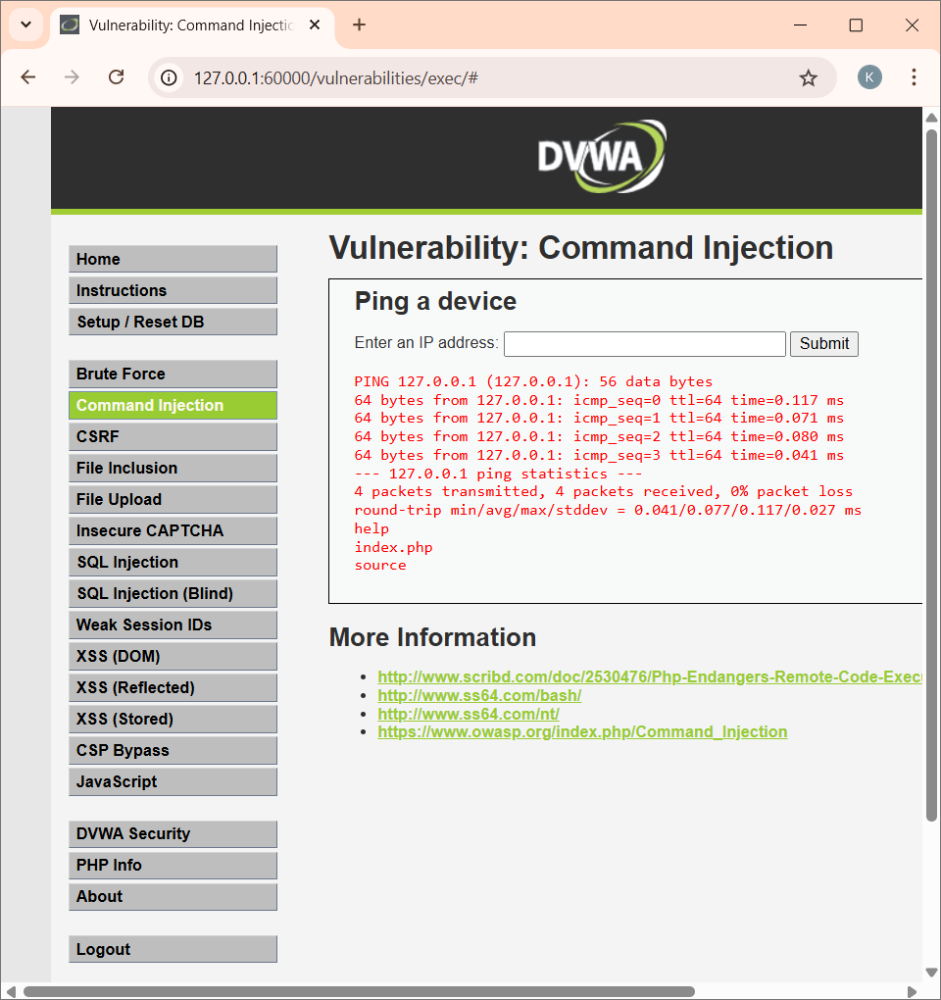 Vulnerability: Command Injectio
127.0.0.1:60000/vulnerabilities/exec/#
K
DVWA
Home
Instructions
Setup / Reset DB
Brute Force
Command Injection
CSRF
File Inclusion
File Upload
Insecure CAPTCHA
SQL Injection
SQL Injection (Blind)
Weak Session IDs
XSS (DOM)
XSS (Reflected)
XSS (Stored)
CSP Bypass
JavaScript
DVWA Security
PHP Info
About
Logout
Vulnerability: Command Injection
Ping a device
Enter an IP address: Submit
PING 127.0.0.1 (127.0.0.1): 56 data bytes
64 bytes from 127.0.0.1: icmp_seq=0 ttl=64 time=0.117 ms
64 bytes from 127.0.0.1: icmp_seq=1 ttl=64 time=0.071 ms
64 bytes from 127.0.0.1: icmp_seq=2 ttl=64 time=0.080 ms
64 bytes from 127.0.0.1: icmp_seq=3 ttl=64 time=0.041 ms
--- 127.0.0.1 ping statistics ---
4 packets transmitted, 4 packets received, 0% packet loss
round-trip min/avg/max/stddev = 0.041/0.077/0.117/0.027 ms
help
index.php
source
More Information
http://www.scribd.com/doc/2530476/Php-Endangers-Remote-Code-Execu
http://www.ss64.com/bash/
http://www.ss64.com/nt/
https://www.owasp.org/index.php/Command_Injection